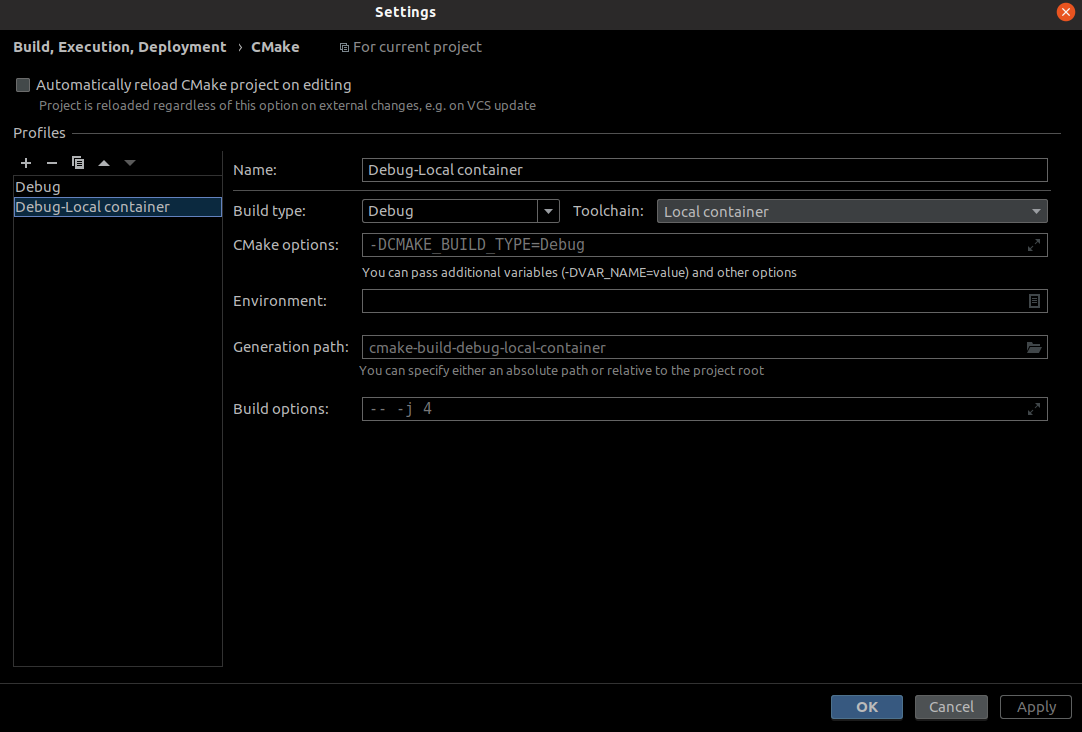 Settings
Build, Execution, Deployment › CMake For current project
Automatically reload CMake project on editing
Project is reloaded regardless of this option on external changes, e.g. on VCS update
Profiles
Debug
Debug-Local container
Name: Debug-Local container
Build type: Debug Toolchain: Local container
CMake options: -DCMAKE_BUILD_TYPE=Debug
You can pass additional variables (-DVAR_NAME=value) and other options
Environment:
Generation path: cmake-build-debug-local-container
You can specify either an absolute path or relative to the project root
Build options: -- -j 4
OK Cancel Apply